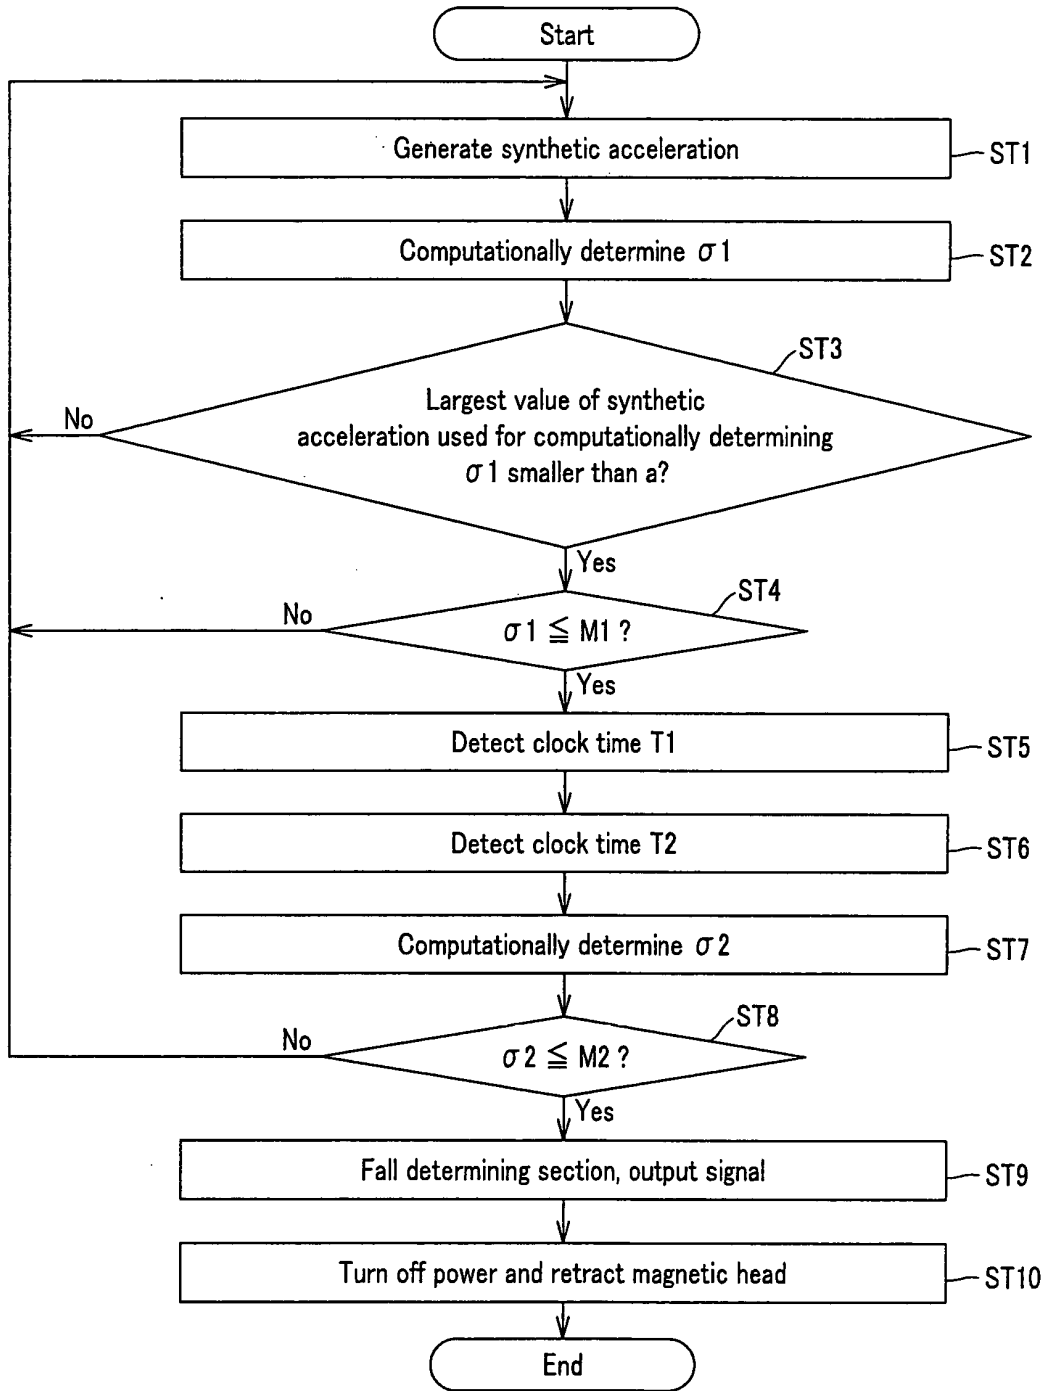 Start
Generate synthetic acceleration
ST1
Computationally determine σ1
ST2
ST3
Largest value of synthetic
acceleration used for computationally determining
σ1 smaller than a?
No
Yes
ST4
No
σ1 ≦ M1 ?
Yes
Detect clock time T1
ST5
Detect clock time T2
ST6
Computationally determine σ2
ST7
ST8
No
σ2 ≦ M2 ?
Yes
Fall determining section, output signal
ST9
Turn off power and retract magnetic head
ST10
End